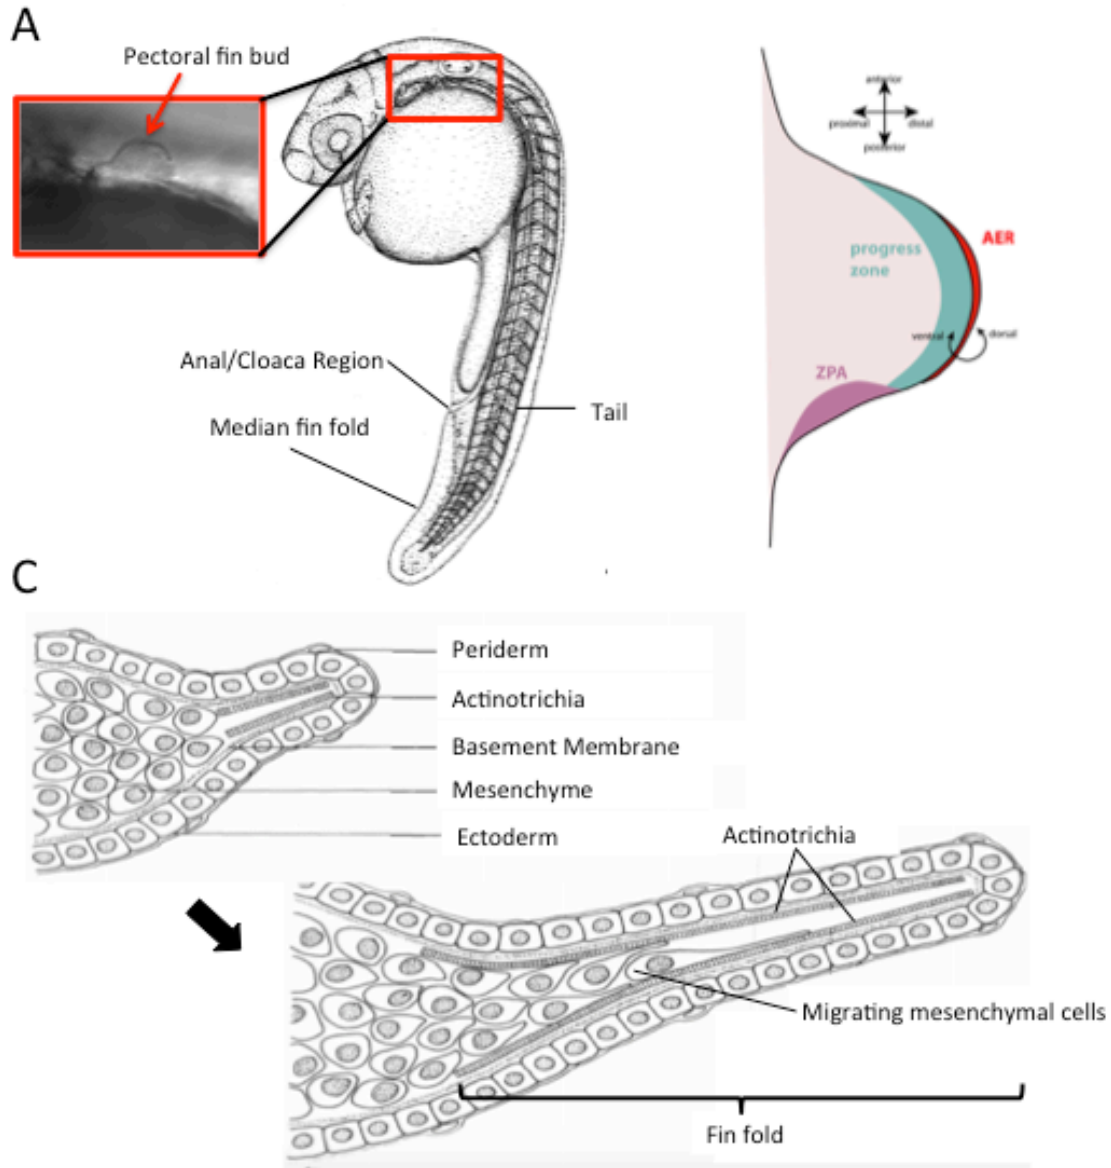 A
Pectoral fin bud
Anal/Cloaca Region
Median fin fold
Tail
anterior
proximal
distal
posterior
progress
zone
AER
ventral
dorsal
ZPA
C
Periderm
Actinotrichia
Basement Membrane
Mesenchyme
Ectoderm
Actinotrichia
Migrating mesenchymal cells
Fin fold